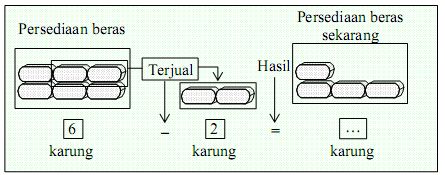 Persediaan beras
Persediaan beras
sekarang
Terjual
Hasil
6 – 2 = ...
karung karung karung